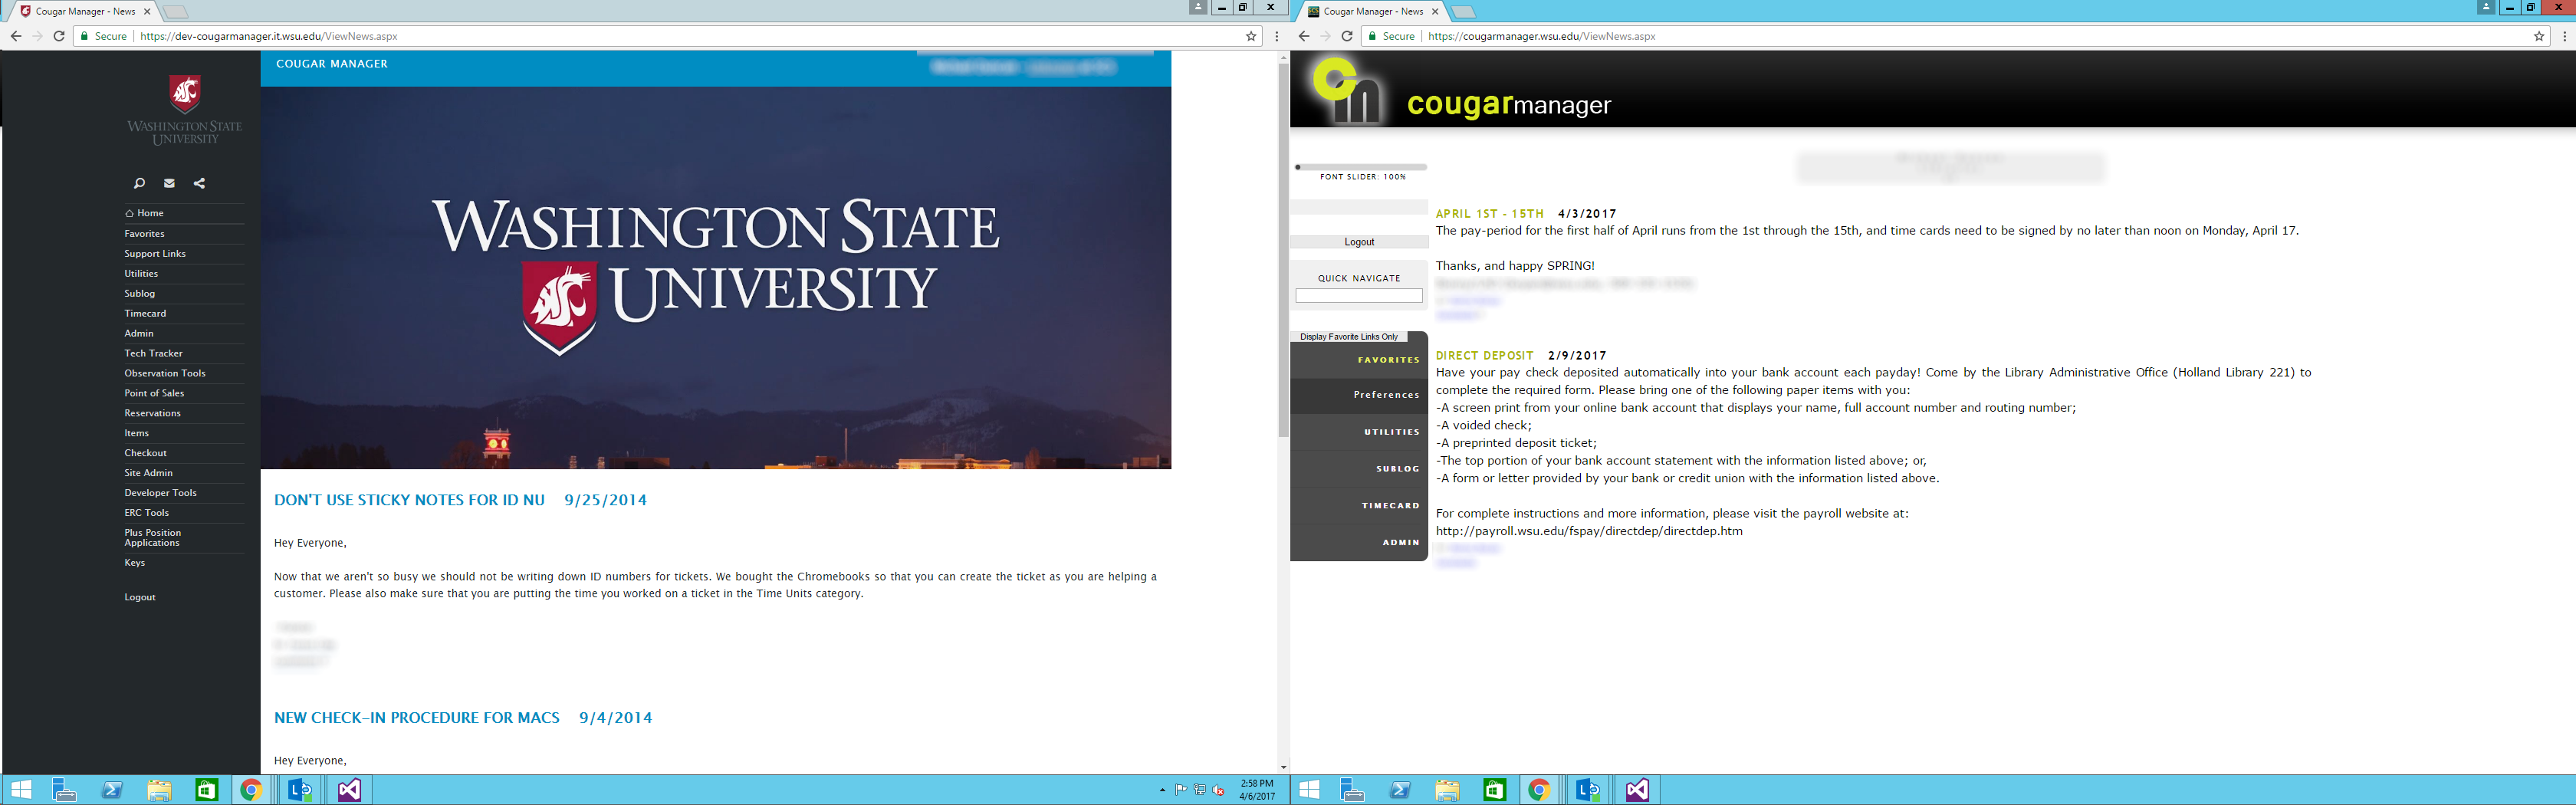 Cougar Manager - News
Secure
https://dev-cougarmanager.it.wsu.edu/ViewNews.aspx
WASHINGTON STATE
UNIVERSITY
Home
Favorites
Support Links
Utilities
Sublog
Timecard
Admin
Tech Tracker
Observation Tools
Point of Sales
Reservations
Items
Checkout
Site Admin
Developer Tools
ERC Tools
Plus Position
Applications
Keys
Logout
COUGAR MANAGER
WASHINGTON STATE
UNIVERSITY
DON'T USE STICKY NOTES FOR ID NU 9/25/2014
Hey Everyone,
Now that we aren't so busy we should not be writing down ID numbers for tickets. We bought the Chromebooks so that you can create the ticket as you are helping a
customer. Please also make sure that you are putting the time you worked on a ticket in the Time Units category.
NEW CHECK-IN PROCEDURE FOR MACS 9/4/2014
Hey Everyone,
2:58 PM
4/6/2017
Cougar Manager - News
Secure
https://cougarmanager.wsu.edu/ViewNews.aspx
cm
cougarmanager
FONT SLIDER: 100%
Logout
QUICK NAVIGATE
Display Favorite Links Only
FAVORITES
Preferences
UTILITIES
SUBLOG
TIMECARD
ADMIN
APRIL 1ST - 15TH 4/3/2017
The pay-period for the first half of April runs from the 1st through the 15th, and time cards need to be signed by no later than noon on Monday, April 17.
Thanks, and happy SPRING!
DIRECT DEPOSIT 2/9/2017
Have your pay check deposited automatically into your bank account each payday! Come by the Library Administrative Office (Holland Library 221) to
complete the required form. Please bring one of the following paper items with you:
-A screen print from your online bank account that displays your name, full account number and routing number;
-A voided check;
-A preprinted deposit ticket;
-The top portion of your bank account statement with the information listed above; or,
-A form or letter provided by your bank or credit union with the information listed above.
For complete instructions and more information, please visit the payroll website at:
http://payroll.wsu.edu/fspay/directdep/directdep.htm